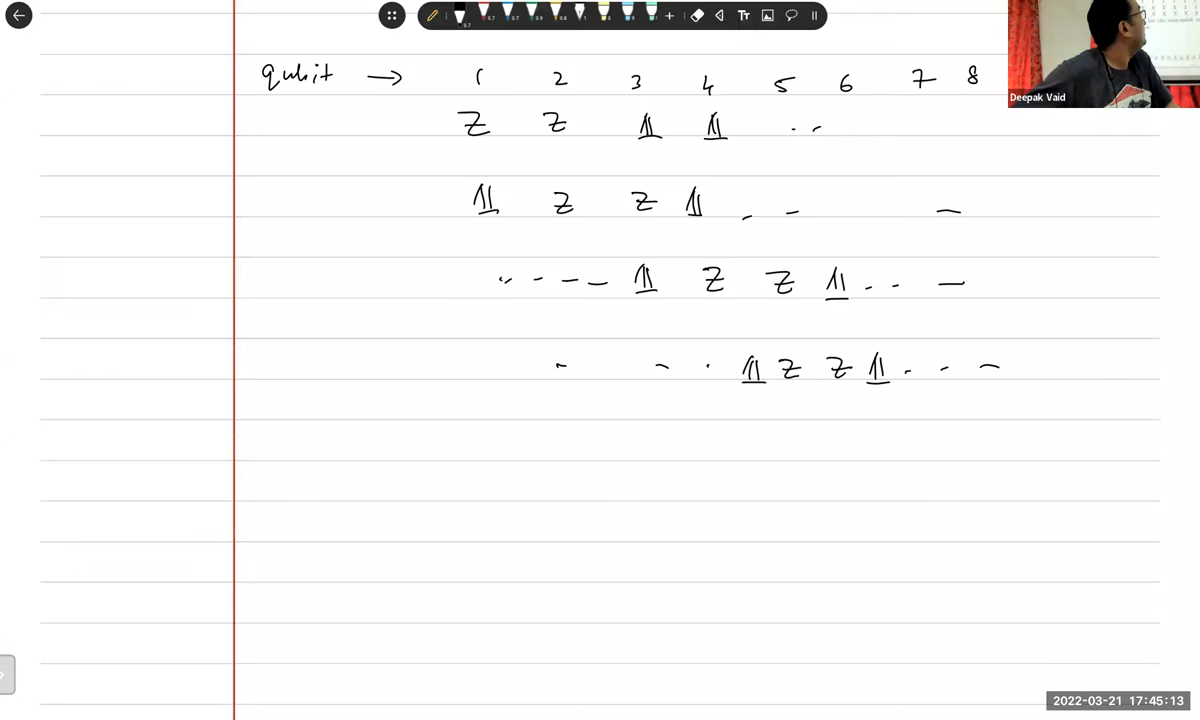 qubit → 1 2 3 4 5 6 7 8
Z Z 𝟙 𝟙 . -
𝟙 Z Z 𝟙 - - -
- - - - 𝟙 Z Z 𝟙 - - -
- - . 𝟙 Z Z 𝟙 - - -
Deepak Vaid
2022-03-21 17:45:13